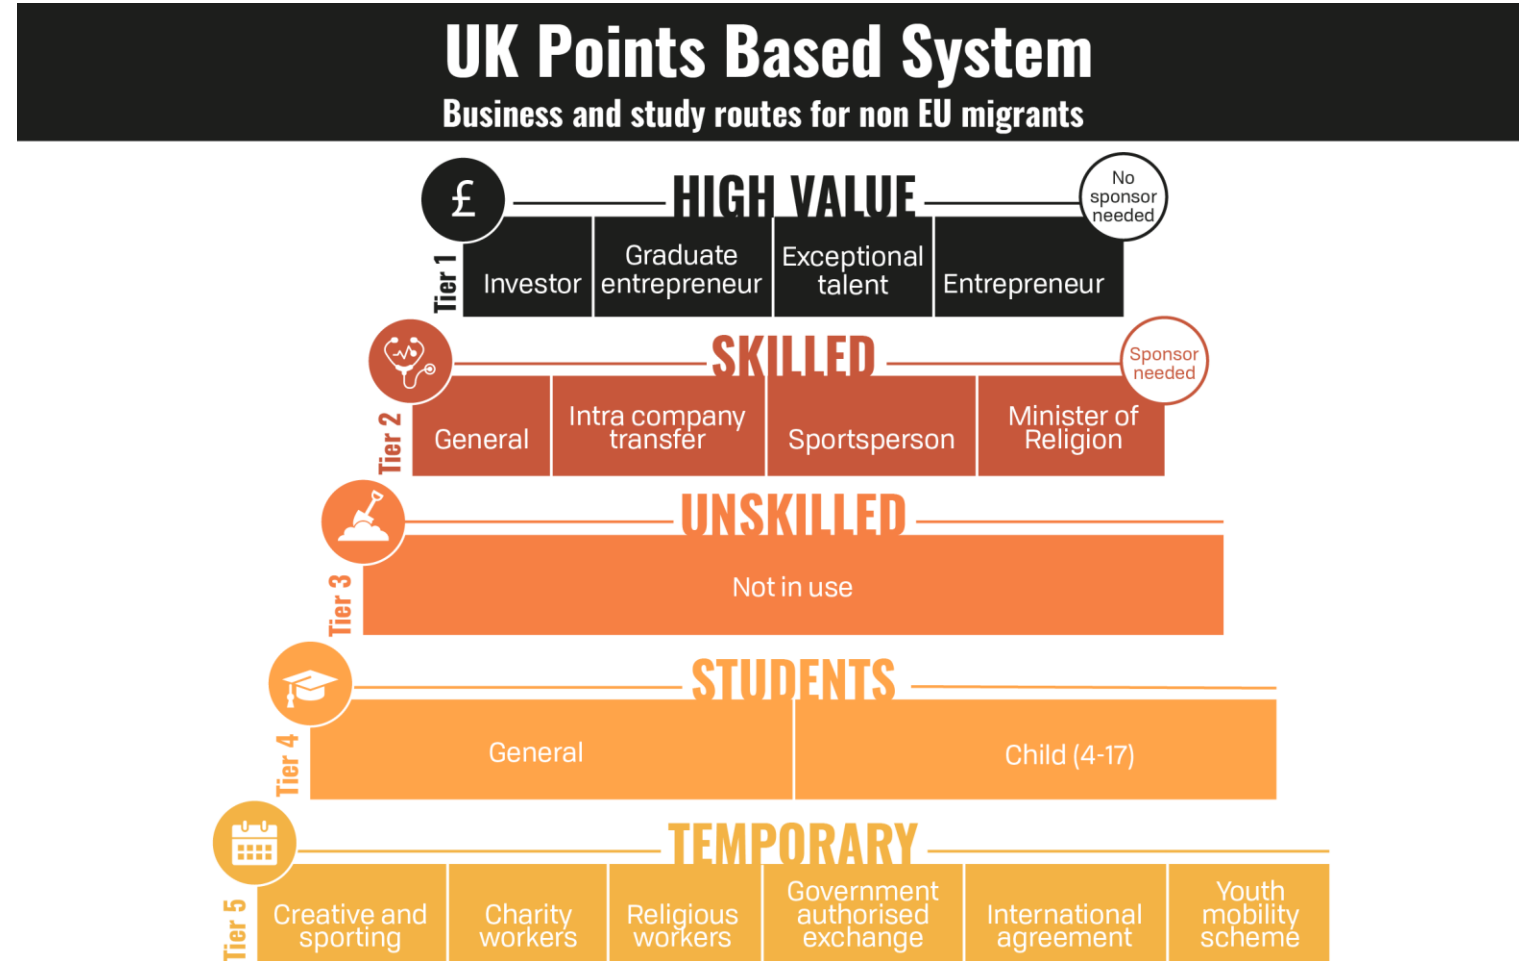 UK Points Based System
Business and study routes for non EU migrants
£
HIGH VALUE
No
sponsor
needed
Tier 1
Investor
Graduate
entrepreneur
Exceptional
talent
Entrepreneur
SKILLED
Sponsor
needed
Tier 2
General
Intra company
transfer
Sportsperson
Minister of
Religion
UNSKILLED
Tier 3
Not in use
STUDENTS
Tier 4
General
Child (4-17)
TEMPORARY
Tier 5
Creative and
sporting
Charity
workers
Religious
workers
Government
authorised
exchange
International
agreement
Youth
mobility
scheme